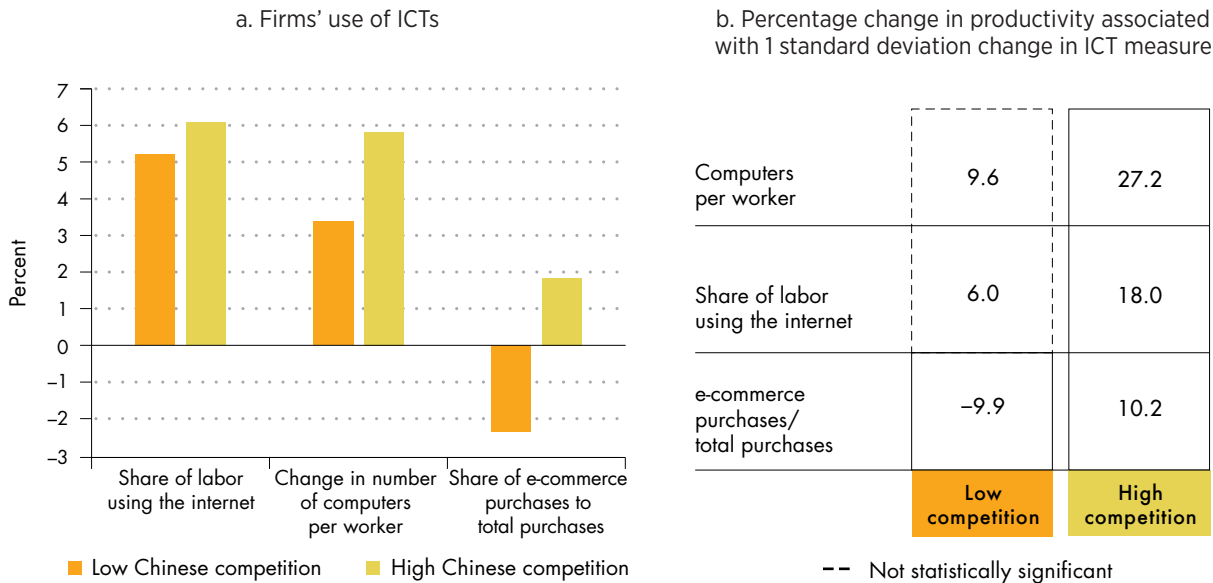 a. Firms’ use of ICTs
7
6
5
4
3
2
1
0
–1
–2
–3
Percent
Share of labor
using the internet
Change in number
of computers
per worker
Share of e-commerce
purchases to
total purchases
Low Chinese competition
High Chinese competition
b. Percentage change in productivity associated
with 1 standard deviation change in ICT measure
Computers
per worker
9.6
27.2
Share of labor
using the internet
6.0
18.0
e-commerce
purchases/
total purchases
–9.9
10.2
Low
competition
High
competition
Not statistically significant